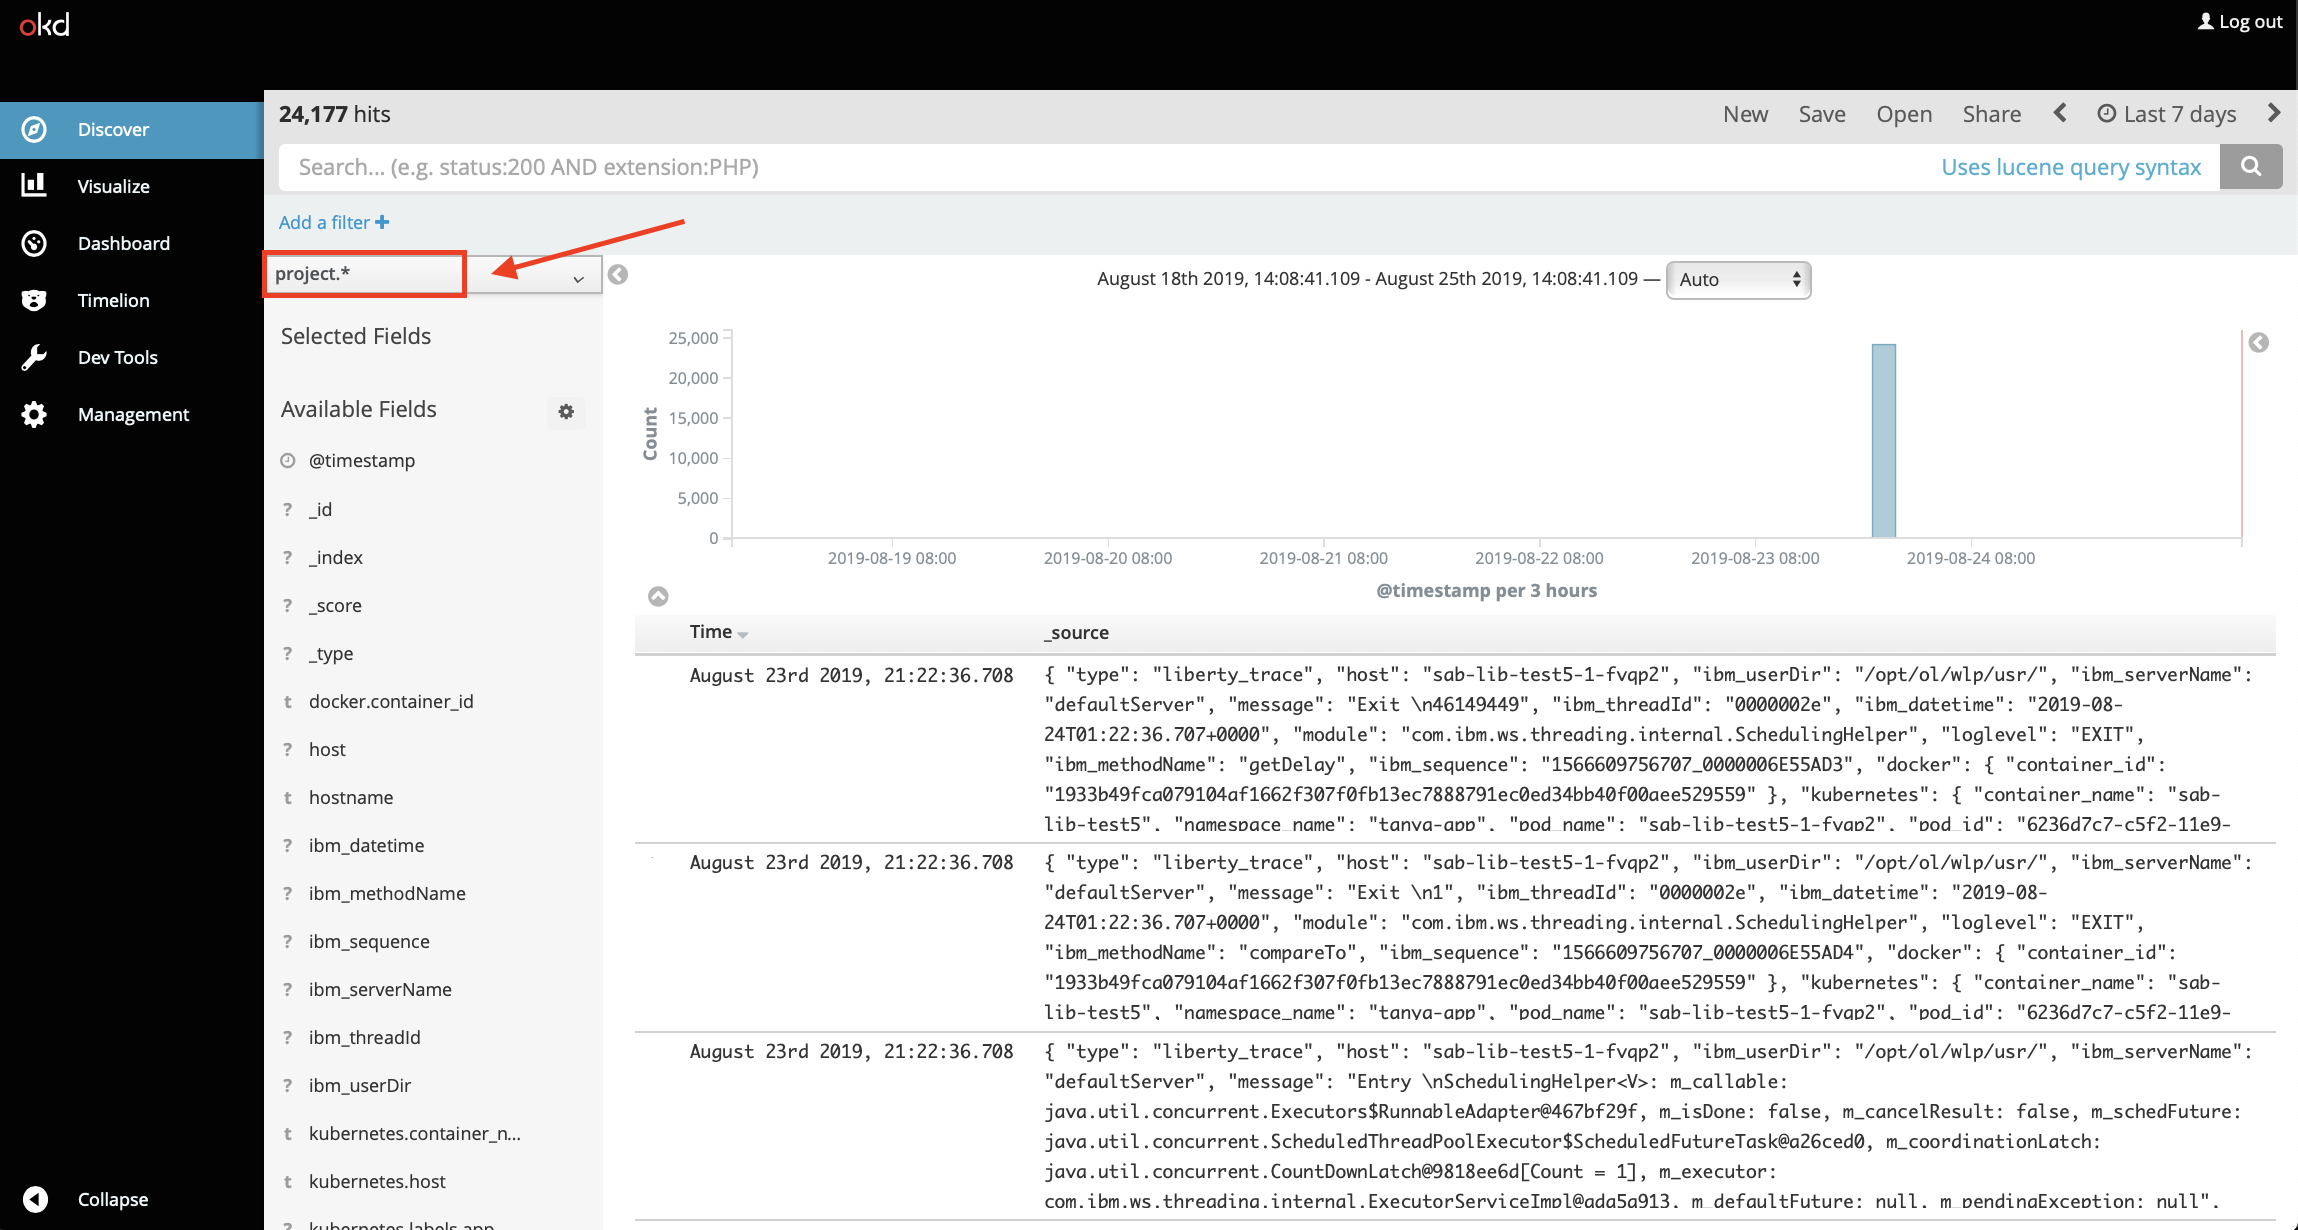 okd
Log out
Discover
Visualize
Dashboard
Timelion
Dev Tools
Management
Collapse
24,177 hits
New Save Open Share Last 7 days
Search... (e.g. status:200 AND extension:PHP)
Uses lucene query syntax
Add a filter
project.*
Selected Fields
Available Fields
@timestamp
? _id
? _index
? _score
? _type
t docker.container_id
? host
t hostname
? ibm_datetime
? ibm_methodName
? ibm_sequence
? ibm_serverName
? ibm_threadId
? ibm_userDir
t kubernetes.container_n...
t kubernetes.host
? kubernetes.labels.app
August 18th 2019, 14:08:41.109 - August 25th 2019, 14:08:41.109 — Auto
Count
25,000
20,000
15,000
10,000
5,000
0
2019-08-19 08:00
2019-08-20 08:00
2019-08-21 08:00
2019-08-22 08:00
2019-08-23 08:00
2019-08-24 08:00
@timestamp per 3 hours
Time _source
August 23rd 2019, 21:22:36.708
{ "type": "liberty_trace", "host": "sab-lib-test5-1-fvqp2", "ibm_userDir": "/opt/ol/wlp/usr/", "ibm_serverName":
"defaultServer", "message": "Exit \n46149449", "ibm_threadId": "0000002e", "ibm_datetime": "2019-08-
24T01:22:36.707+0000", "module": "com.ibm.ws.threading.internal.SchedulingHelper", "loglevel": "EXIT",
"ibm_methodName": "getDelay", "ibm_sequence": "1566609756707_0000006E55AD3", "docker": { "container_id":
"1933b49fca079104af1662f307f0fb13ec7888791ec0ed34bb40f00aee529559" }, "kubernetes": { "container_name": "sab-
lib-test5", "namespace_name": "tanya-app", "pod_name": "sab-lib-test5-1-fvqp2", "pod_id": "6236d7c7-c5f2-11e9-
August 23rd 2019, 21:22:36.708
{ "type": "liberty_trace", "host": "sab-lib-test5-1-fvqp2", "ibm_userDir": "/opt/ol/wlp/usr/", "ibm_serverName":
"defaultServer", "message": "Exit \n1", "ibm_threadId": "0000002e", "ibm_datetime": "2019-08-
24T01:22:36.707+0000", "module": "com.ibm.ws.threading.internal.SchedulingHelper", "loglevel": "EXIT",
"ibm_methodName": "compareTo", "ibm_sequence": "1566609756707_0000006E55AD4", "docker": { "container_id":
"1933b49fca079104af1662f307f0fb13ec7888791ec0ed34bb40f00aee529559" }, "kubernetes": { "container_name": "sab-
lib-test5", "namespace_name": "tanya-app", "pod_name": "sab-lib-test5-1-fvqp2", "pod_id": "6236d7c7-c5f2-11e9-
August 23rd 2019, 21:22:36.708
{ "type": "liberty_trace", "host": "sab-lib-test5-1-fvqp2", "ibm_userDir": "/opt/ol/wlp/usr/", "ibm_serverName":
"defaultServer", "message": "Entry \nSchedulingHelper<V>: m_callable:
java.util.concurrent.Executors$RunnableAdapter@467bf29f, m_isDone: false, m_cancelResult: false, m_schedFuture:
java.util.concurrent.ScheduledThreadPoolExecutor$ScheduledFutureTask@a26ced0, m_coordinationLatch:
java.util.concurrent.CountDownLatch@9818ee6d[Count = 1], m_executor:
com.ibm.ws.threading.internal.ExecutorServiceImpl@ada5a913, m_defaultFuture: null, m_pendingException: null",